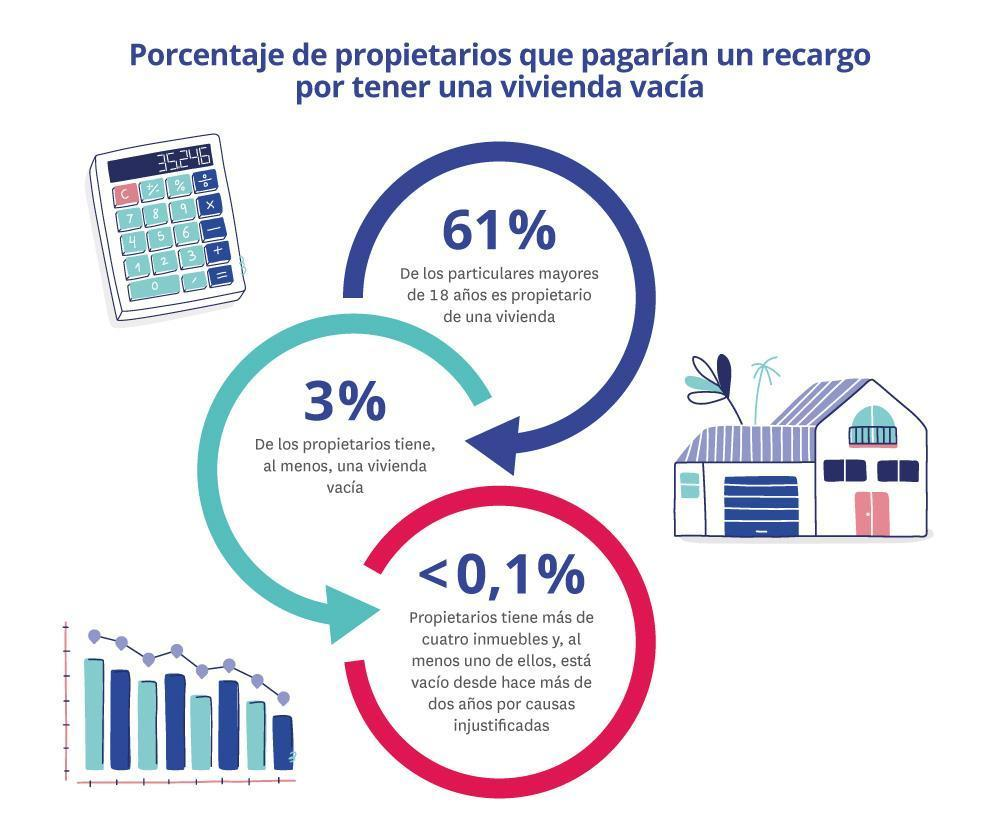 Porcentaje de propietarios que pagarían un recargo
por tener una vivienda vacía
35.246
C +/- % ÷
7 8 9 ×
4 5 6 −
1 2 3 +
0 =
61%
De los particulares mayores
de 18 años es propietario
de una vivienda
3%
De los propietarios tiene,
al menos, una vivienda
vacía
<0,1%
Propietarios tiene más de
cuatro inmuebles y, al
menos uno de ellos, está
vacío desde hace más de
dos años por causas
injustificadas